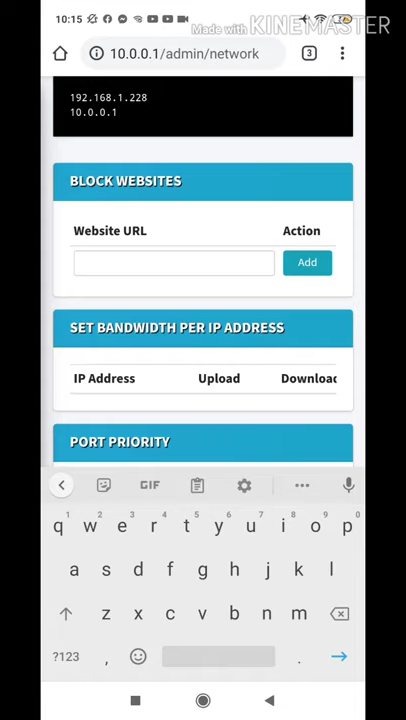 10:15
Made with KINEMASTER
10.0.0.1/admin/network
3
192.168.1.228
10.0.0.1
BLOCK WEBSITES
Website URL Action
Add
SET BANDWIDTH PER IP ADDRESS
IP Address Upload Download
PORT PRIORITY
GIF
1 2 3 4 5 6 7 8 9 0
q w e r t y u i o p
a s d f g h j k l
z x c v b n m
?123 , .